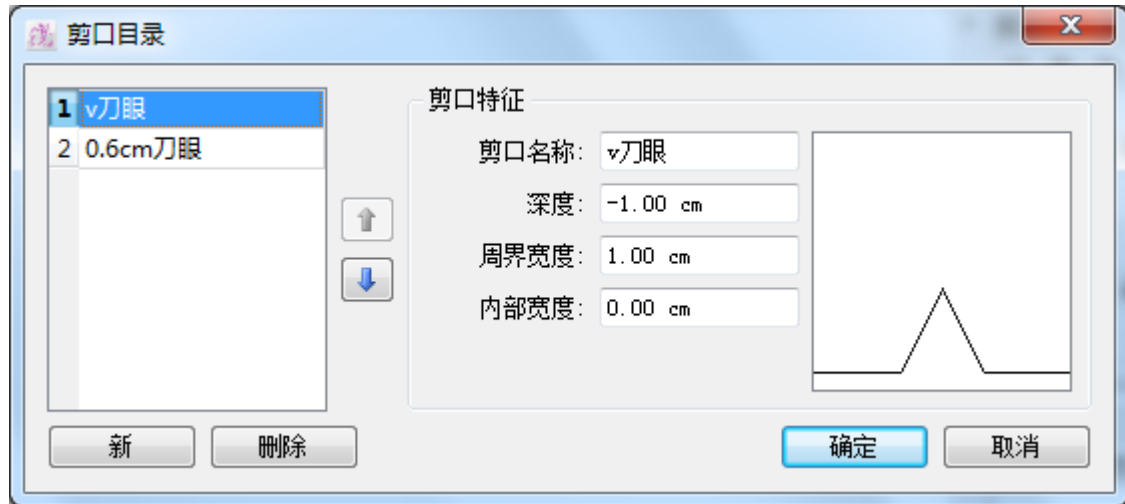 剪口目录
1 v刀眼
2 0.6cm刀眼
剪口特征
剪口名称: v刀眼
深度: -1.00 cm
周界宽度: 1.00 cm
内部宽度: 0.00 cm
新
删除
确定
取消